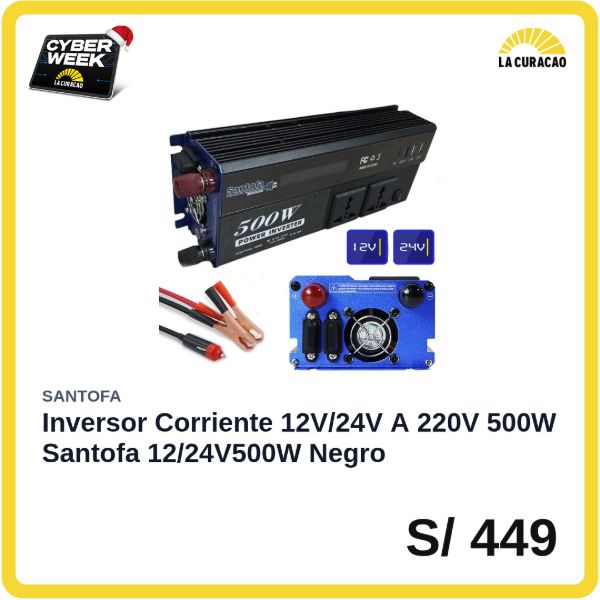 CYBER
WEEK
LA CURACAO
LA CURACAO
Santofa
500W
POWER INVERTER
FC
12V
24V
SANTOFA
Inversor Corriente 12V/24V A 220V 500W
Santofa 12/24V500W Negro
S/ 449